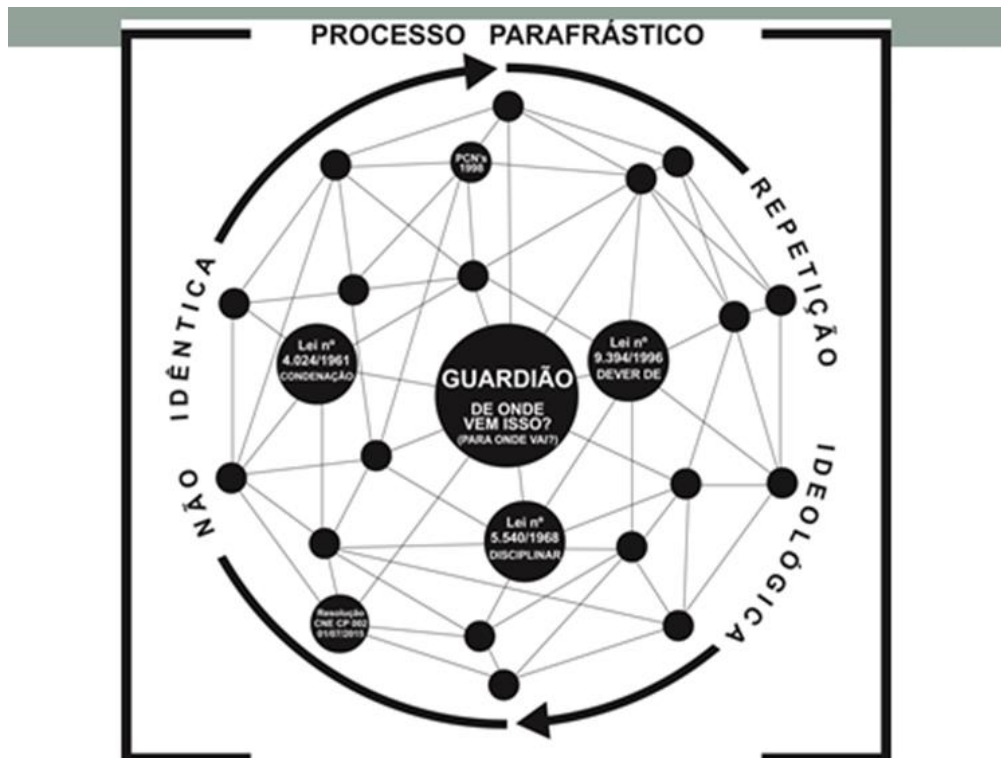 PROCESSO PARAFRÁSTICO
PCN's
1998
REPETIÇÃO
IDEOLÓGICA
NÃO IDÊNTICA
Lei nº
4.024/1961
CONDENAÇÃO
GUARDIÃO
DE ONDE
VEM ISSO?
(PARA ONDE VAI?)
Lei nº
9.394/1996
DEVER DE
Lei nº
5.540/1968
DISCIPLINAR
Resolução
CNE CP 002
01/07/2015